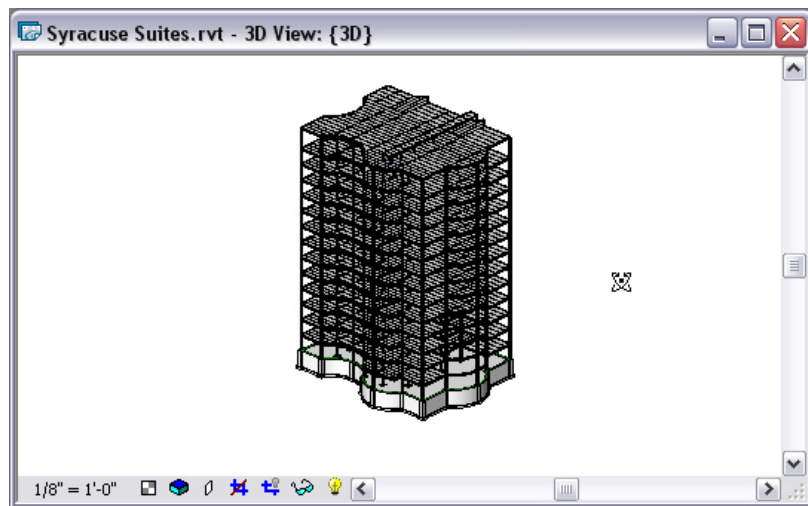 Syracuse Suites.rvt - 3D View: {3D}
1/8" = 1'-0"